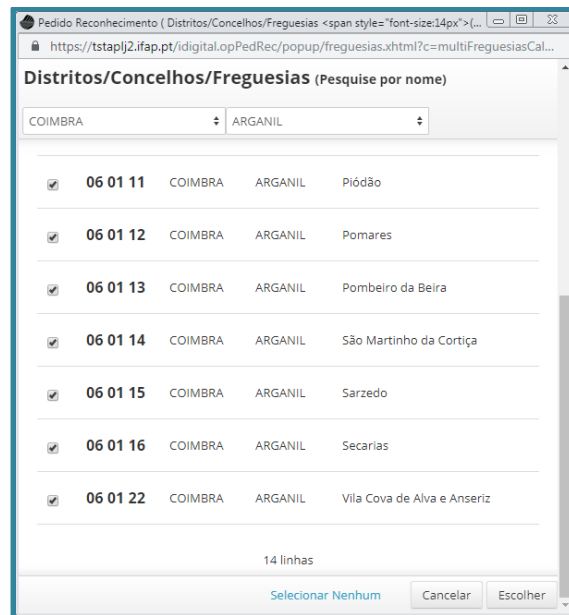 Pedido Reconhecimento ( Distritos/Concelhos/Freguesias <span style="font-size:14px">(...
https://tstaplj2.ifap.pt/idigital.opPedRec/popup/freguesias.xhtml?c=multiFreguesiasCal...
Distritos/Concelhos/Freguesias (Pesquise por nome)
COIMBRA ARGANIL
06 01 11 COIMBRA ARGANIL Piódão
06 01 12 COIMBRA ARGANIL Pomares
06 01 13 COIMBRA ARGANIL Pombeiro da Beira
06 01 14 COIMBRA ARGANIL São Martinho da Cortiça
06 01 15 COIMBRA ARGANIL Sarzedo
06 01 16 COIMBRA ARGANIL Secarias
06 01 22 COIMBRA ARGANIL Vila Cova de Alva e Anseriz
14 linhas
Selecionar Nenhum Cancelar Escolher